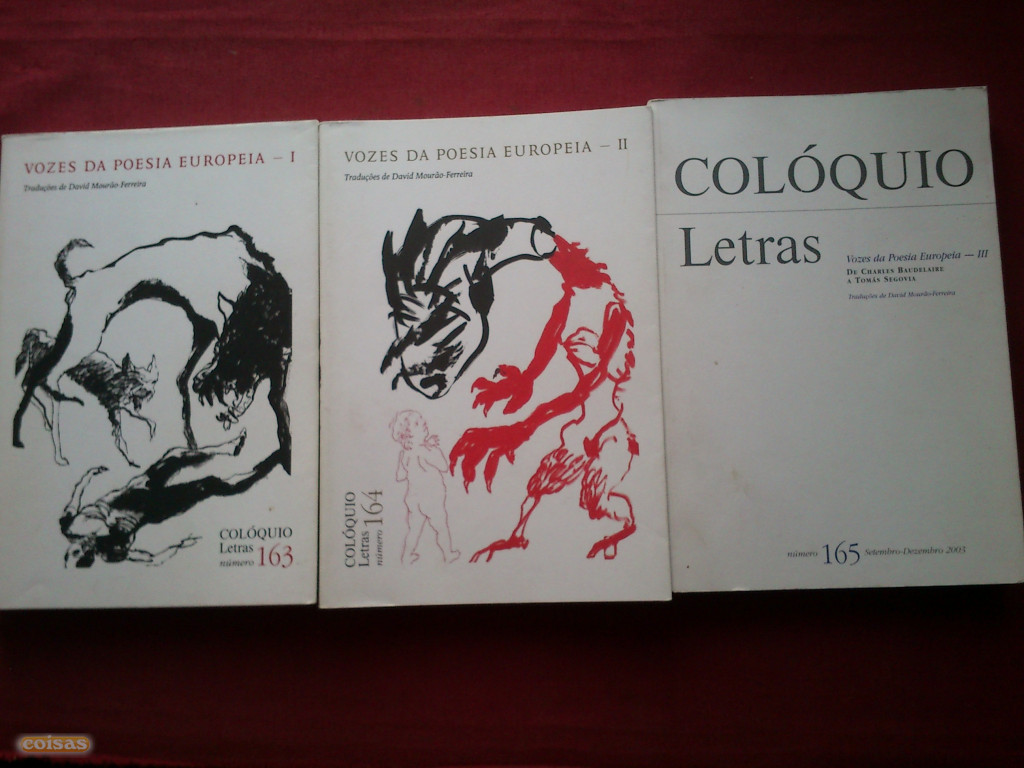 VOZES DA POESIA EUROPEIA – I
Traduções de David Mourão-Ferreira
COLÓQUIO
Letras
número 163
VOZES DA POESIA EUROPEIA – II
Traduções de David Mourão-Ferreira
COLÓQUIO
Letras
número 164
COLÓQUIO
Letras
Vozes da Poesia Europeia — III
DE CHARLES BAUDELAIRE
A TOMÁS SEGOVIA
Traduções de David Mourão-Ferreira
número 165 Setembro-Dezembro 2003
coisas